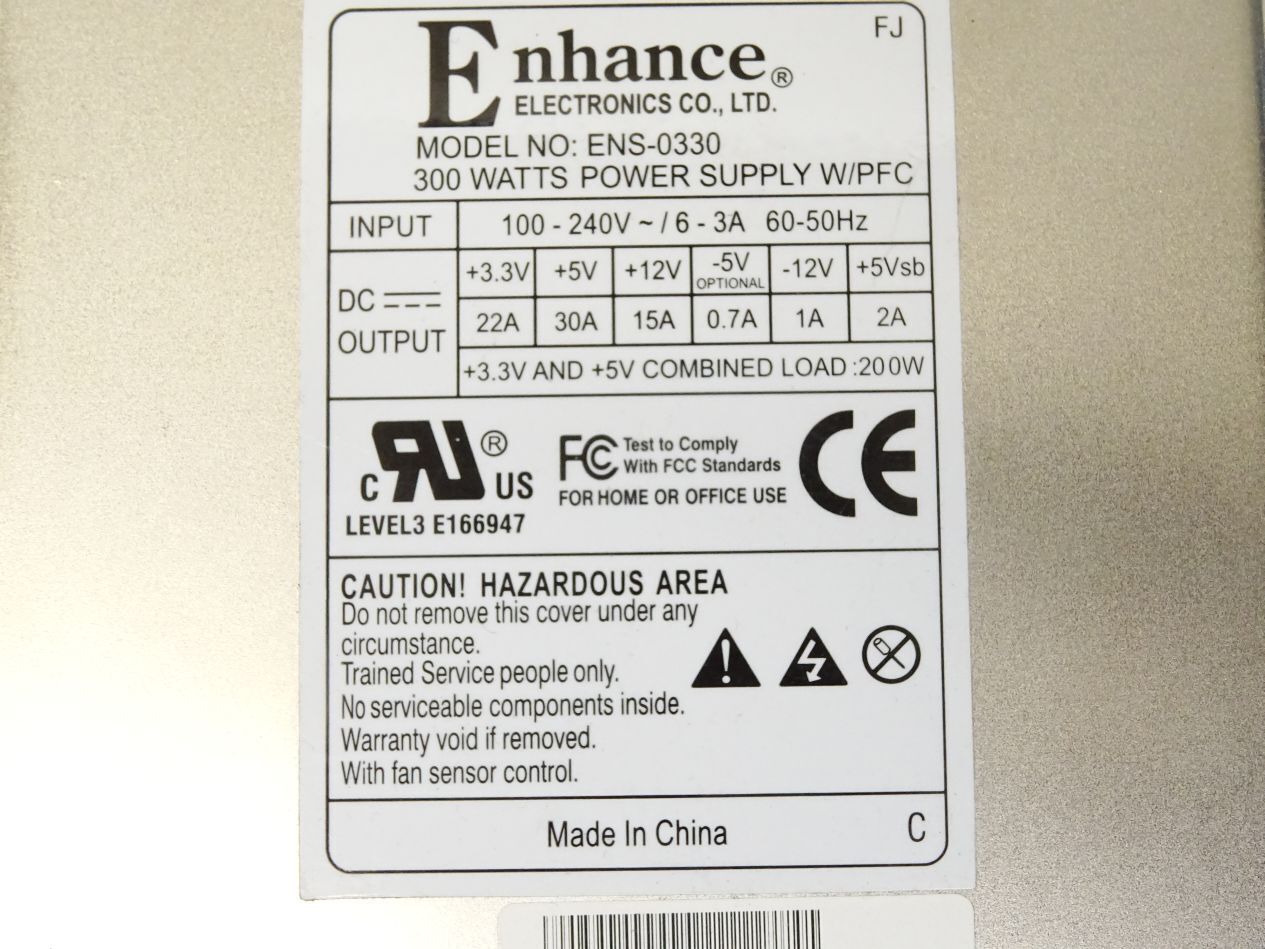 FJ
Enhance®
ELECTRONICS CO., LTD.
MODEL NO: ENS-0330
300 WATTS POWER SUPPLY W/PFC
INPUT 100 - 240V ~ / 6 - 3A 60-50Hz
DC OUTPUT
+3.3V +5V +12V -5V OPTIONAL -12V +5Vsb
22A 30A 15A 0.7A 1A 2A
+3.3V AND +5V COMBINED LOAD :200W
C RU® US
LEVEL3 E166947
FC Test to Comply
With FCC Standards
FOR HOME OR OFFICE USE
CE
CAUTION! HAZARDOUS AREA
Do not remove this cover under any
circumstance.
Trained Service people only.
No serviceable components inside.
Warranty void if removed.
With fan sensor control.
Made In China
C